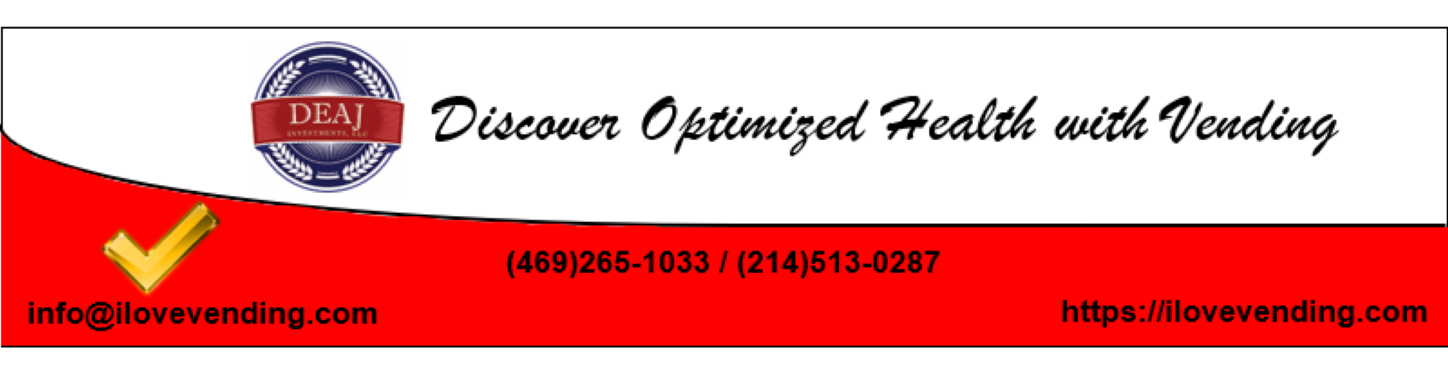 DEAJ
INVESTMENTS, LLC
Discover Optimized Health with Vending
(469)265-1033 / (214)513-0287
info@ilovevending.com
https://ilovevending.com